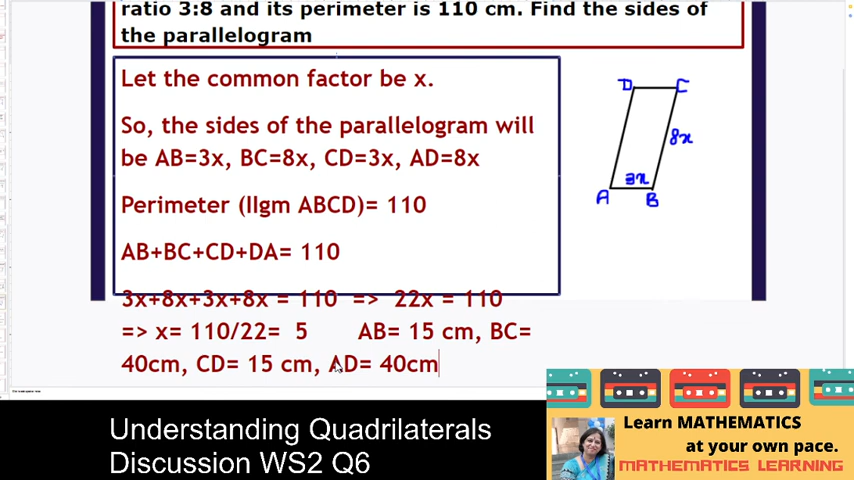 ratio 3:8 and its perimeter is 110 cm. Find the sides of
the parallelogram
Let the common factor be x.
So, the sides of the parallelogram will
be AB=3x, BC=8x, CD=3x, AD=8x
Perimeter (IIgm ABCD)= 110
AB+BC+CD+DA= 110
3x+8x+3x+8x = 110 => 22x = 110
=> x= 110/22= 5 AB= 15 cm, BC=
40cm, CD= 15 cm, AD= 40cm
D C
8x
3x
A B
Understanding Quadrilaterals
Discussion WS2 Q6
Learn MATHEMATICS
at your own pace.
MATHEMATICS LEARNING